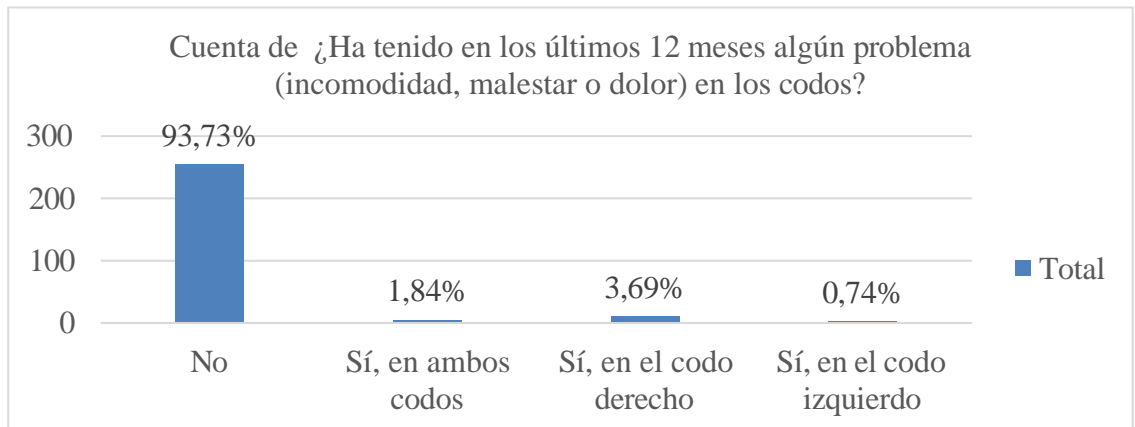 Cuenta de ¿Ha tenido en los últimos 12 meses algún problema
(incomodidad, malestar o dolor) en los codos?
300
93,73%
200
100
1,84%
3,69%
0,74%
Total
0
No
Sí, en ambos
codos
Sí, en el codo
derecho
Sí, en el codo
izquierdo